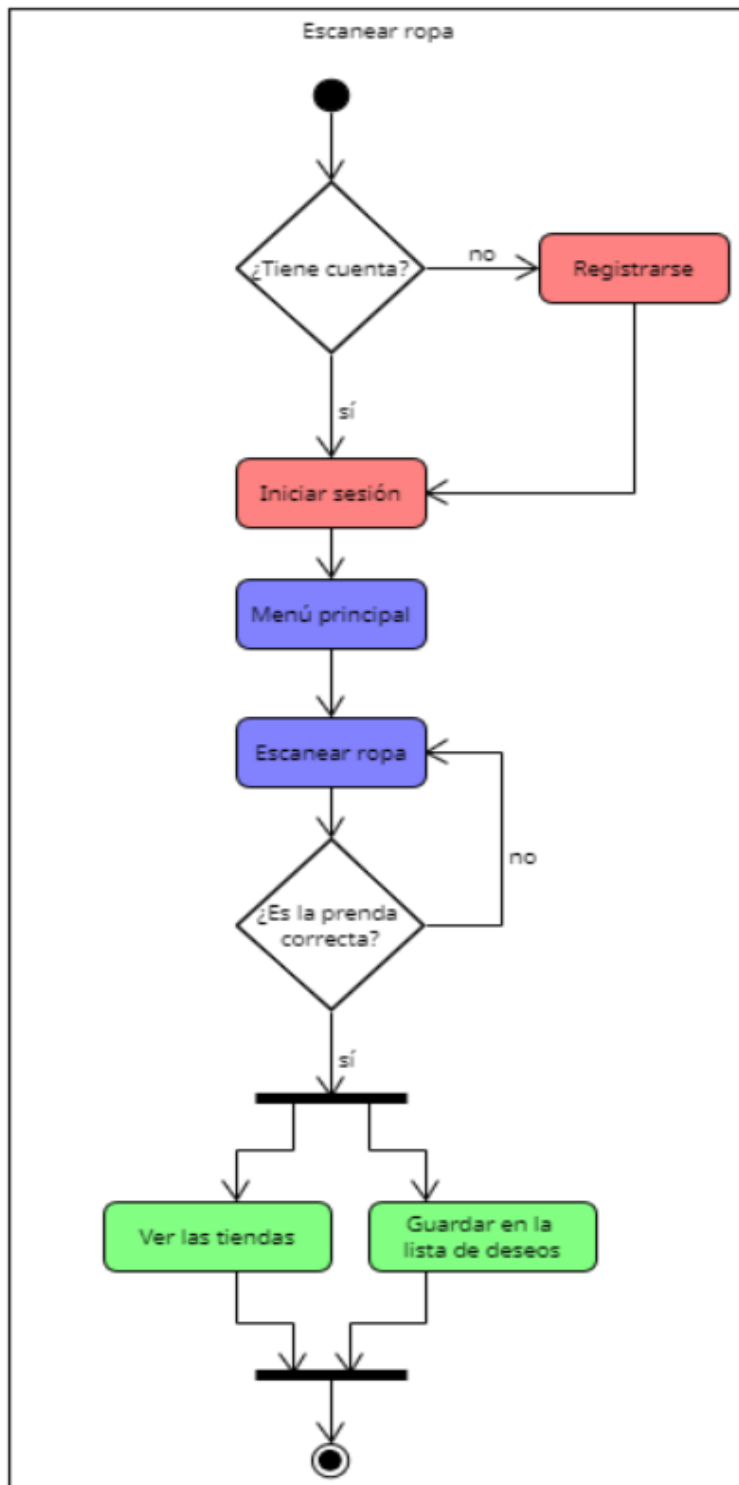 Escanear ropa
¿Tiene cuenta?
no
Registrarse
sí
Iniciar sesión
Menú principal
Escanear ropa
no
¿Es la prenda
correcta?
sí
Ver las tiendas
Guardar en la
lista de deseos